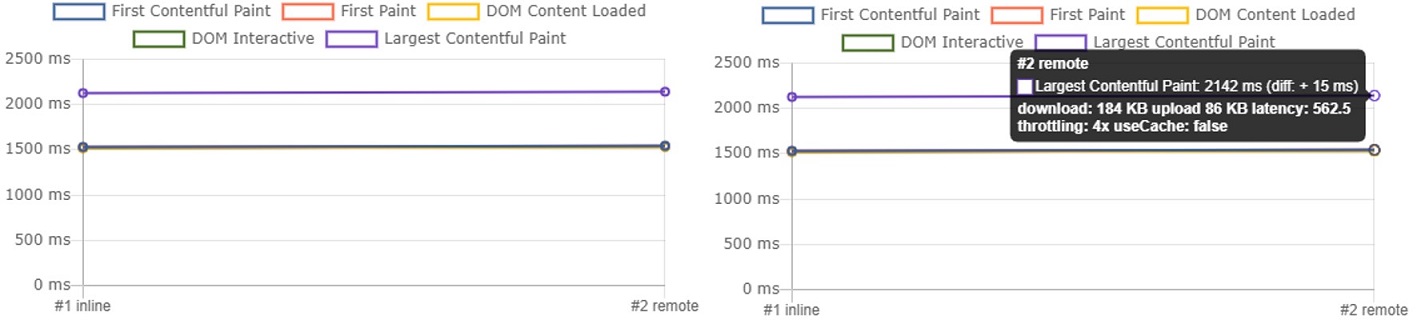 First Contentful Paint First Paint DOM Content Loaded
DOM Interactive Largest Contentful Paint
2500 ms
2000 ms
1500 ms
1000 ms
500 ms
0 ms
#1 inline #2 remote
First Contentful Paint First Paint DOM Content Loaded
DOM Interactive Largest Contentful Paint
2500 ms
#2 remote
Largest Contentful Paint: 2142 ms (diff: + 15 ms)
2000 ms
download: 184 KB upload 86 KB latency: 562.5
throttling: 4x useCache: false
1500 ms
1000 ms
500 ms
0 ms
#1 inline #2 remote